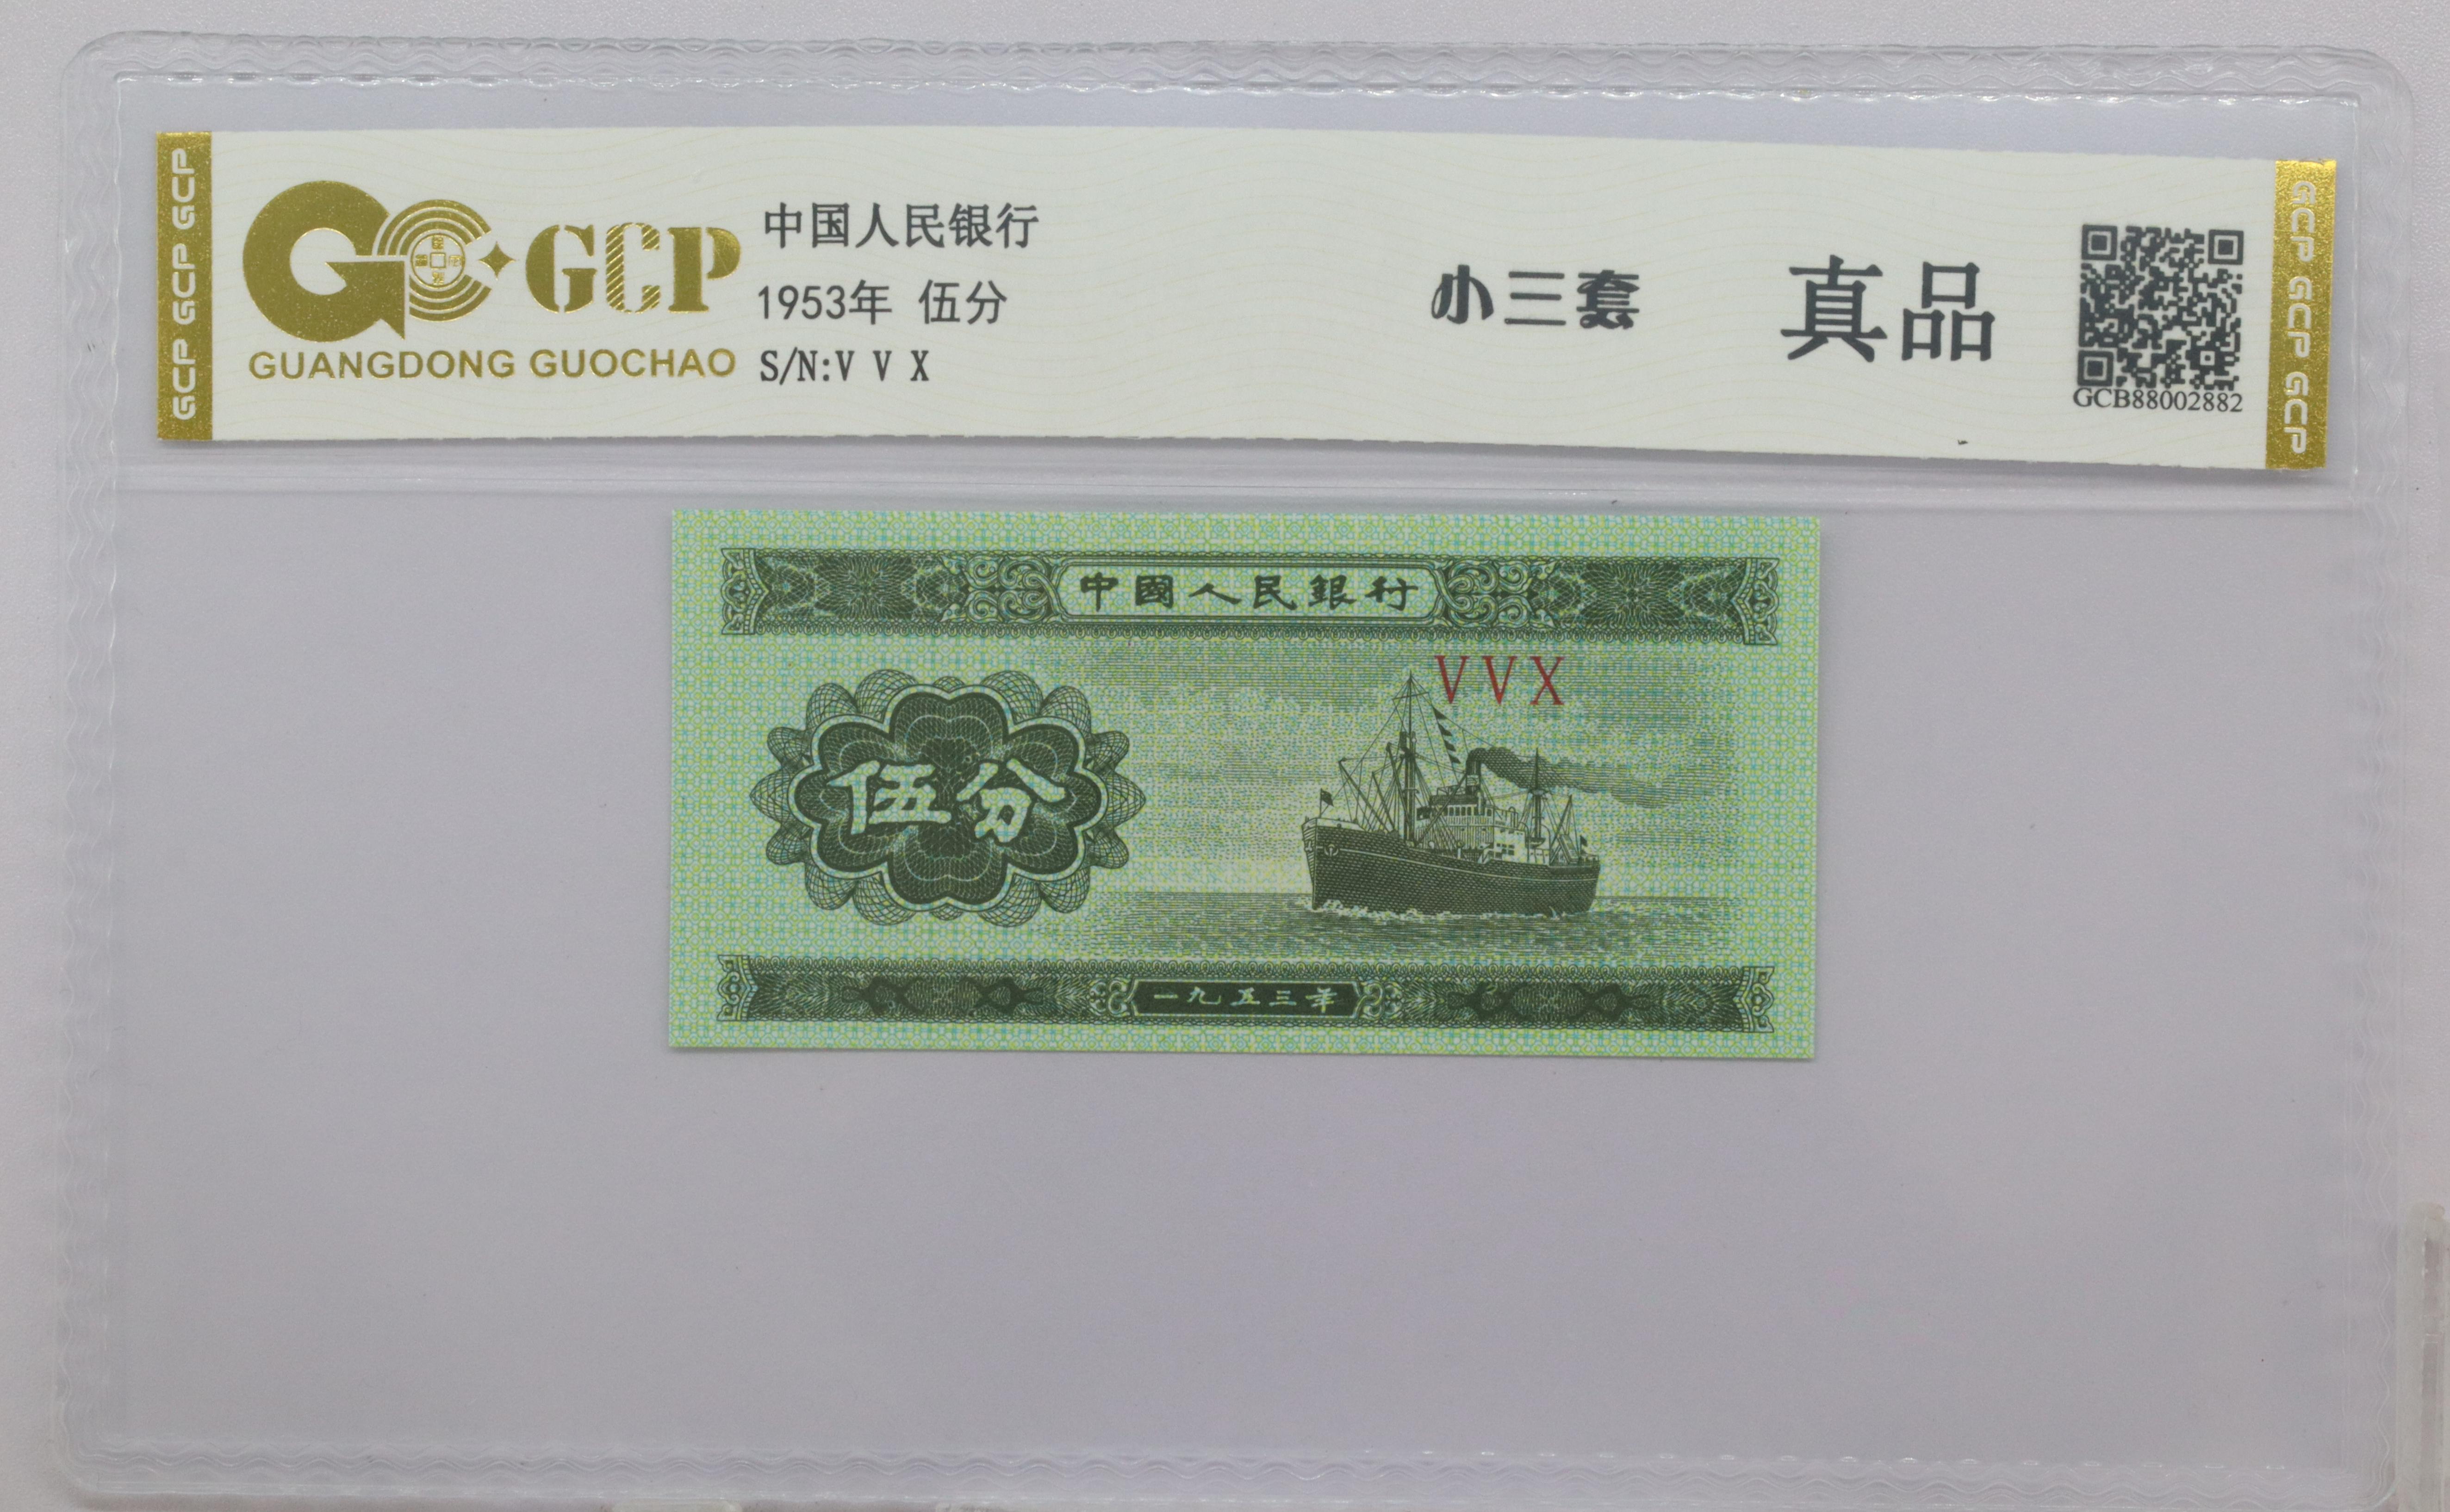 GCP GCP GCP
GCP
GUANGDONG GUOCHAO
中国人民银行
1953年 伍分
S/N:V V X
小三套
真品
GCB88002882
GCP GCP GCP
中國人民銀行
VVX
伍分
一九五三年